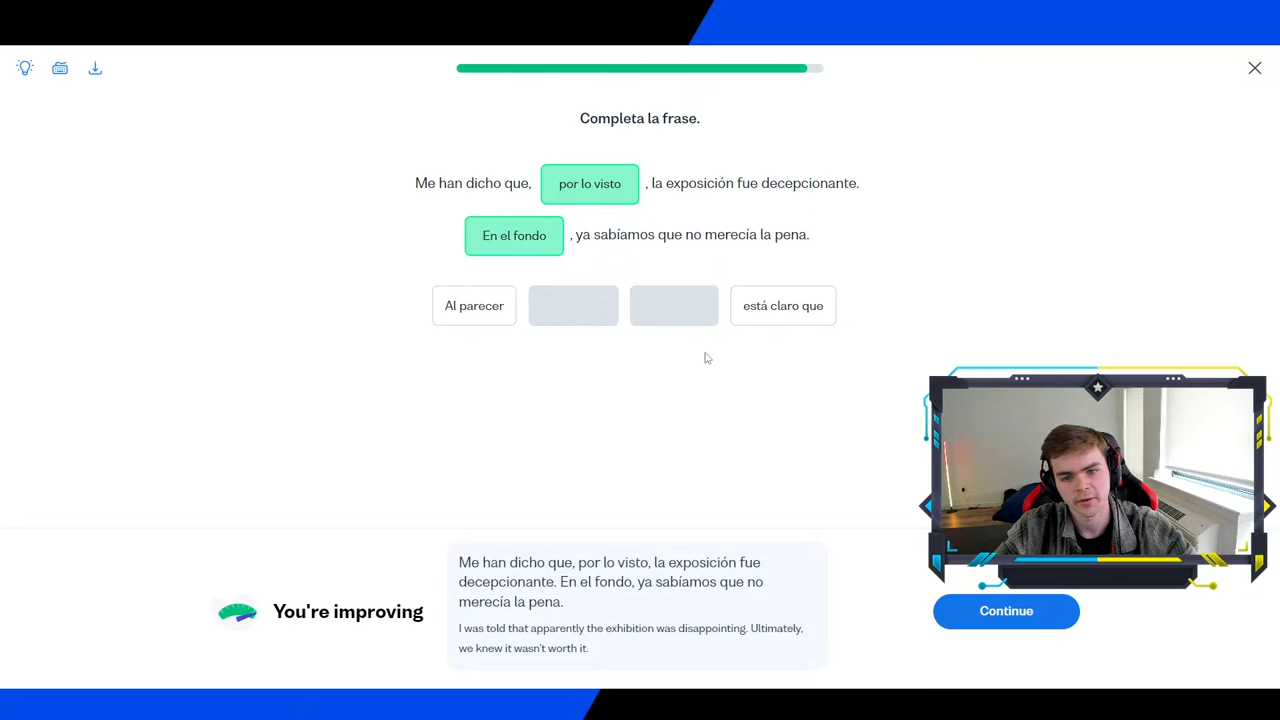 Completa la frase.
Me han dicho que, por lo visto , la exposición fue decepcionante.
En el fondo , ya sabíamos que no merecía la pena.
Al parecer está claro que
Me han dicho que, por lo visto, la exposición fue
decepcionante. En el fondo, ya sabíamos que no
merecía la pena.
You're improving
I was told that apparently the exhibition was disappointing. Ultimately,
we knew it wasn't worth it.
Continue